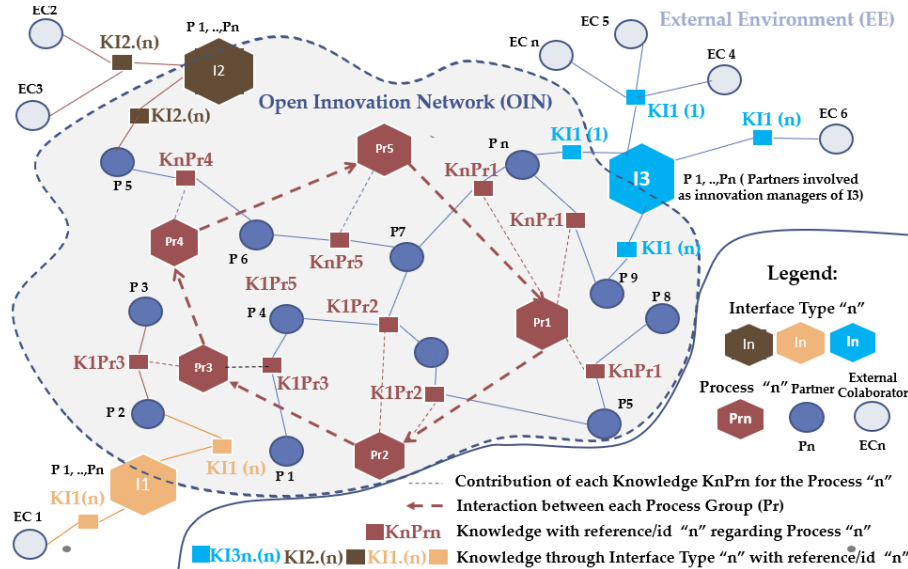 EC2
P 1, ..,Pn
EC 5
External Environment (EE)
EC n
KI2.(n)
I2
EC 4
EC3
KI2.(n)
Open Innovation Network (OIN)
KI1 (1)
KI1 (n)
EC 6
Pr5
P n
KI1 (1)
P 5
KnPr4
KnPr1
I3
P 1, ..,Pn ( Partners involved
as innovation managers of I3)
KnPr1
Pr4
P 6
KnPr5
P7
KI1 (n)
K1Pr5
P 9
Legend:
P 3
P 4
K1Pr2
Pr1
P 8
Interface Type “n”
In
In
In
K1Pr3
Pr3
K1Pr3
KnPr1
K1Pr2
Process “n”
Partner
External
Colaborator
P 2
P5
Prn
Pn
ECn
KI1 (n)
Pr2
P 1, ..,Pn
I1
P 1
KI1(n)
Contribution of each Knowledge KnPrn for the Process “n”
Interaction between each Process Group (Pr)
EC 1
KnPrn
Knowledge with reference/id “n” regarding Process “n”
KI3n.(n)
KI2.(n)
KI1.(n)
Knowledge through Interface Type “n” with reference/id “n”